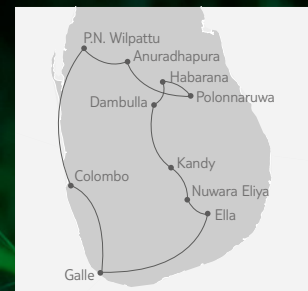 P.N. Wilpattu
Anuradhapura
Habarana
Dambulla
Polonnaruwa
Kandy
Colombo
Nuwara Eliya
Ella
Galle